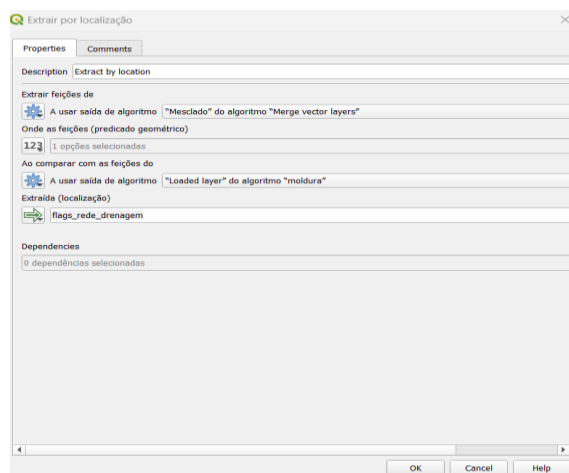 Extrair por localização
Properties Comments
Description Extract by location
Extrair feições de
A usar saída de algoritmo "Mesclado" do algoritmo "Merge vector layers"
Onde as feições (predicado geométrico)
123 1 opções selecionadas
Ao comparar com as feições do
A usar saída de algoritmo "Loaded layer" do algoritmo "moldura"
Extraída (localização)
flags_rede_drenagem
Dependencies
0 dependências selecionadas
OK Cancel Help